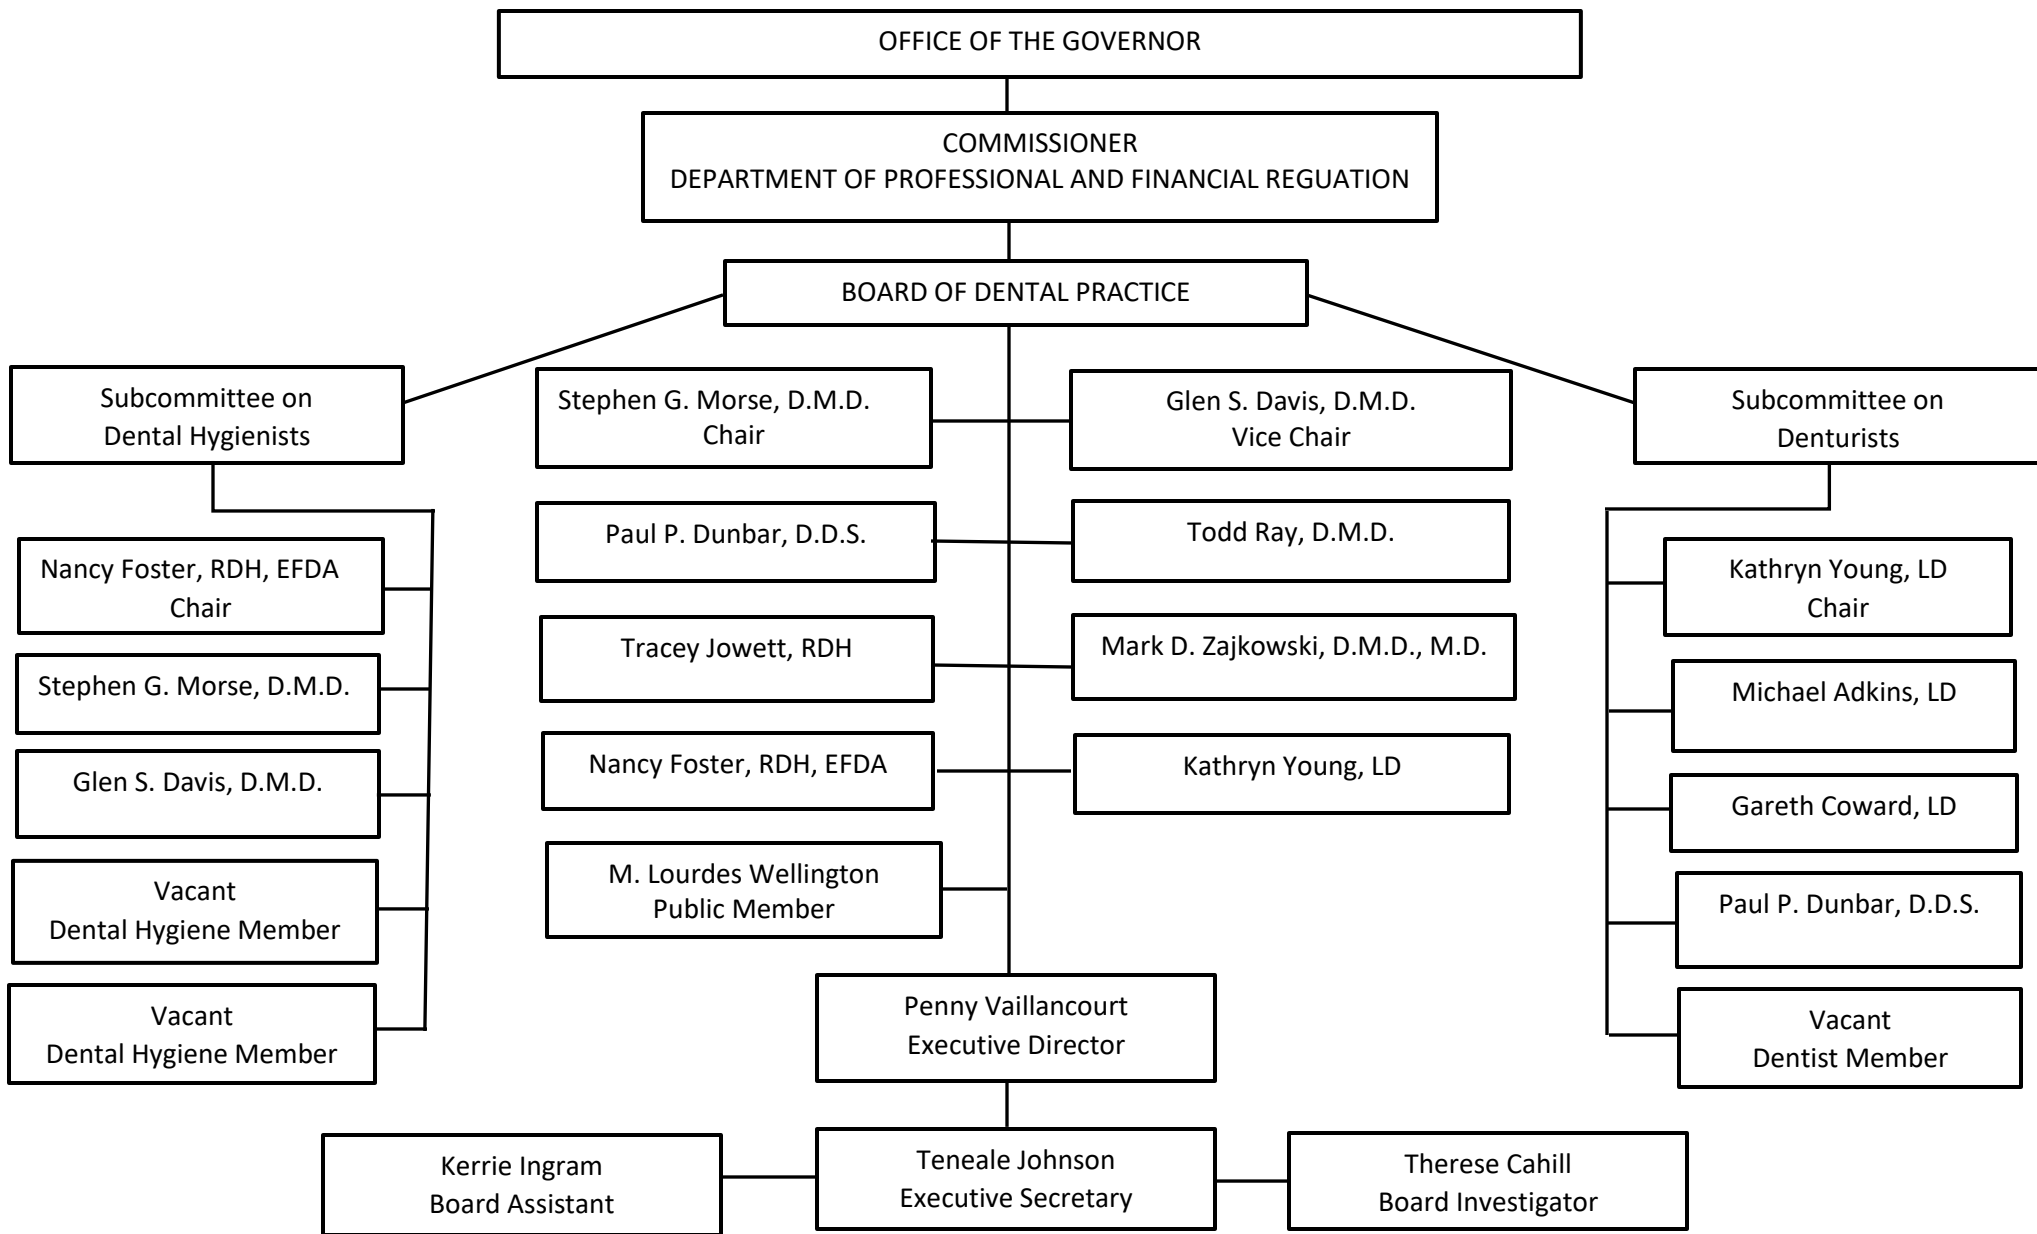 OFFICE OF THE GOVERNOR
COMMISSIONER
DEPARTMENT OF PROFESSIONAL AND FINANCIAL REGUATION
BOARD OF DENTAL PRACTICE
Subcommittee on
Dental Hygienists
Nancy Foster, RDH, EFDA
Chair
Stephen G. Morse, D.M.D.
Glen S. Davis, D.M.D.
Vacant
Dental Hygiene Member
Vacant
Dental Hygiene Member
Stephen G. Morse, D.M.D.
Chair
Glen S. Davis, D.M.D.
Vice Chair
Paul P. Dunbar, D.D.S.
Todd Ray, D.M.D.
Tracey Jowett, RDH
Mark D. Zajkowski, D.M.D., M.D.
Nancy Foster, RDH, EFDA
Kathryn Young, LD
M. Lourdes Wellington
Public Member
Subcommittee on
Denturists
Kathryn Young, LD
Chair
Michael Adkins, LD
Gareth Coward, LD
Paul P. Dunbar, D.D.S.
Vacant
Dentist Member
Penny Vaillancourt
Executive Director
Kerrie Ingram
Board Assistant
Teneale Johnson
Executive Secretary
Therese Cahill
Board Investigator